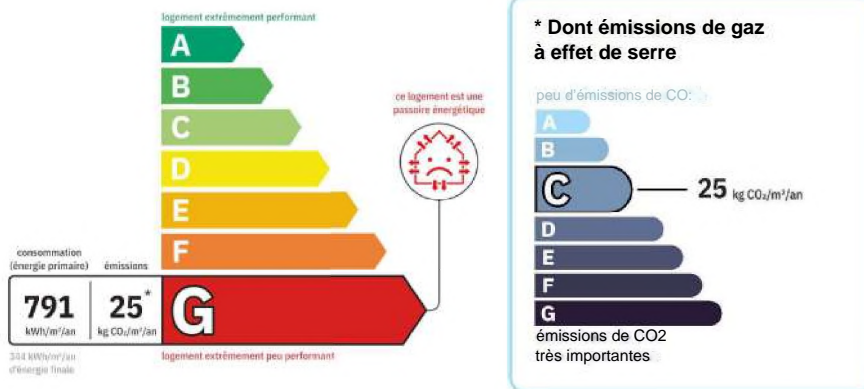 logement extrêmement performant
A
B
C
D
E
F
G
ce logement est une
passoire énergétique
consommation
(énergie primaire)
émissions
791
kWh/m²/an
25*
kg CO₂/m²/an
344 kWh/m²/an
d'énergie finale
logement extrêmement peu performant
* Dont émissions de gaz
à effet de serre
peu d'émissions de CO
A
B
C
25 kg CO₂/m²/an
D
E
F
G
émissions de CO2
très importantes